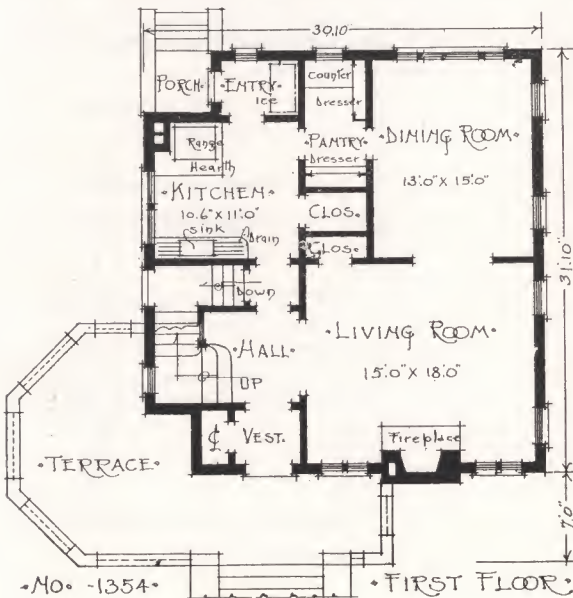 30.10
PORCH.
ENTRY
Ice
Counter
Dresser
Range
Hearth
PANTRY
Dresser
DINING ROOM.
13'.0" X 15'.0"
31.10"
.KITCHEN.
10.6" X 11'.0"
sink
Drain
CLOS.
CLOS.
DOWN
.HALL.
LIVING ROOM.
15'.0" X 18'.0"
UP
VEST.
Fireplace
.TERRACE.
7'.0"
.NO. -1354.
.FIRST FLOOR.